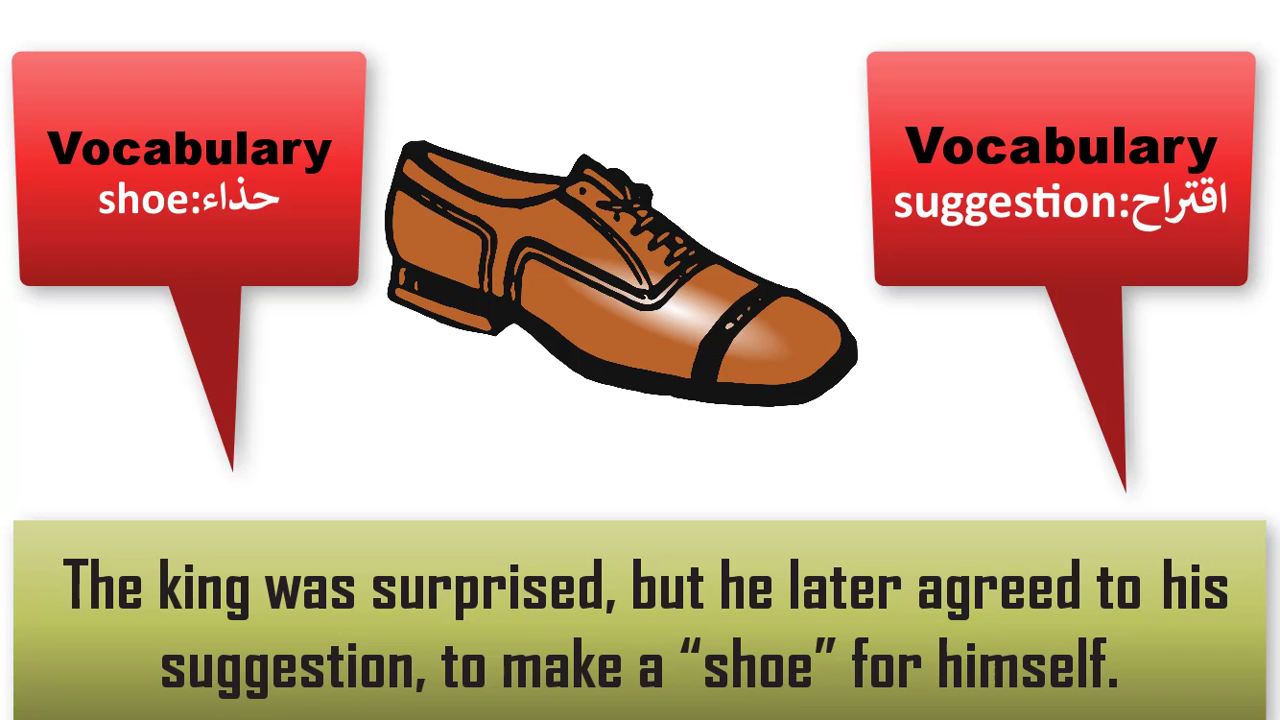 Vocabulary
shoe:حذاء
Vocabulary
suggestion:اقتراح
The king was surprised, but he later agreed to his
suggestion, to make a “shoe” for himself.